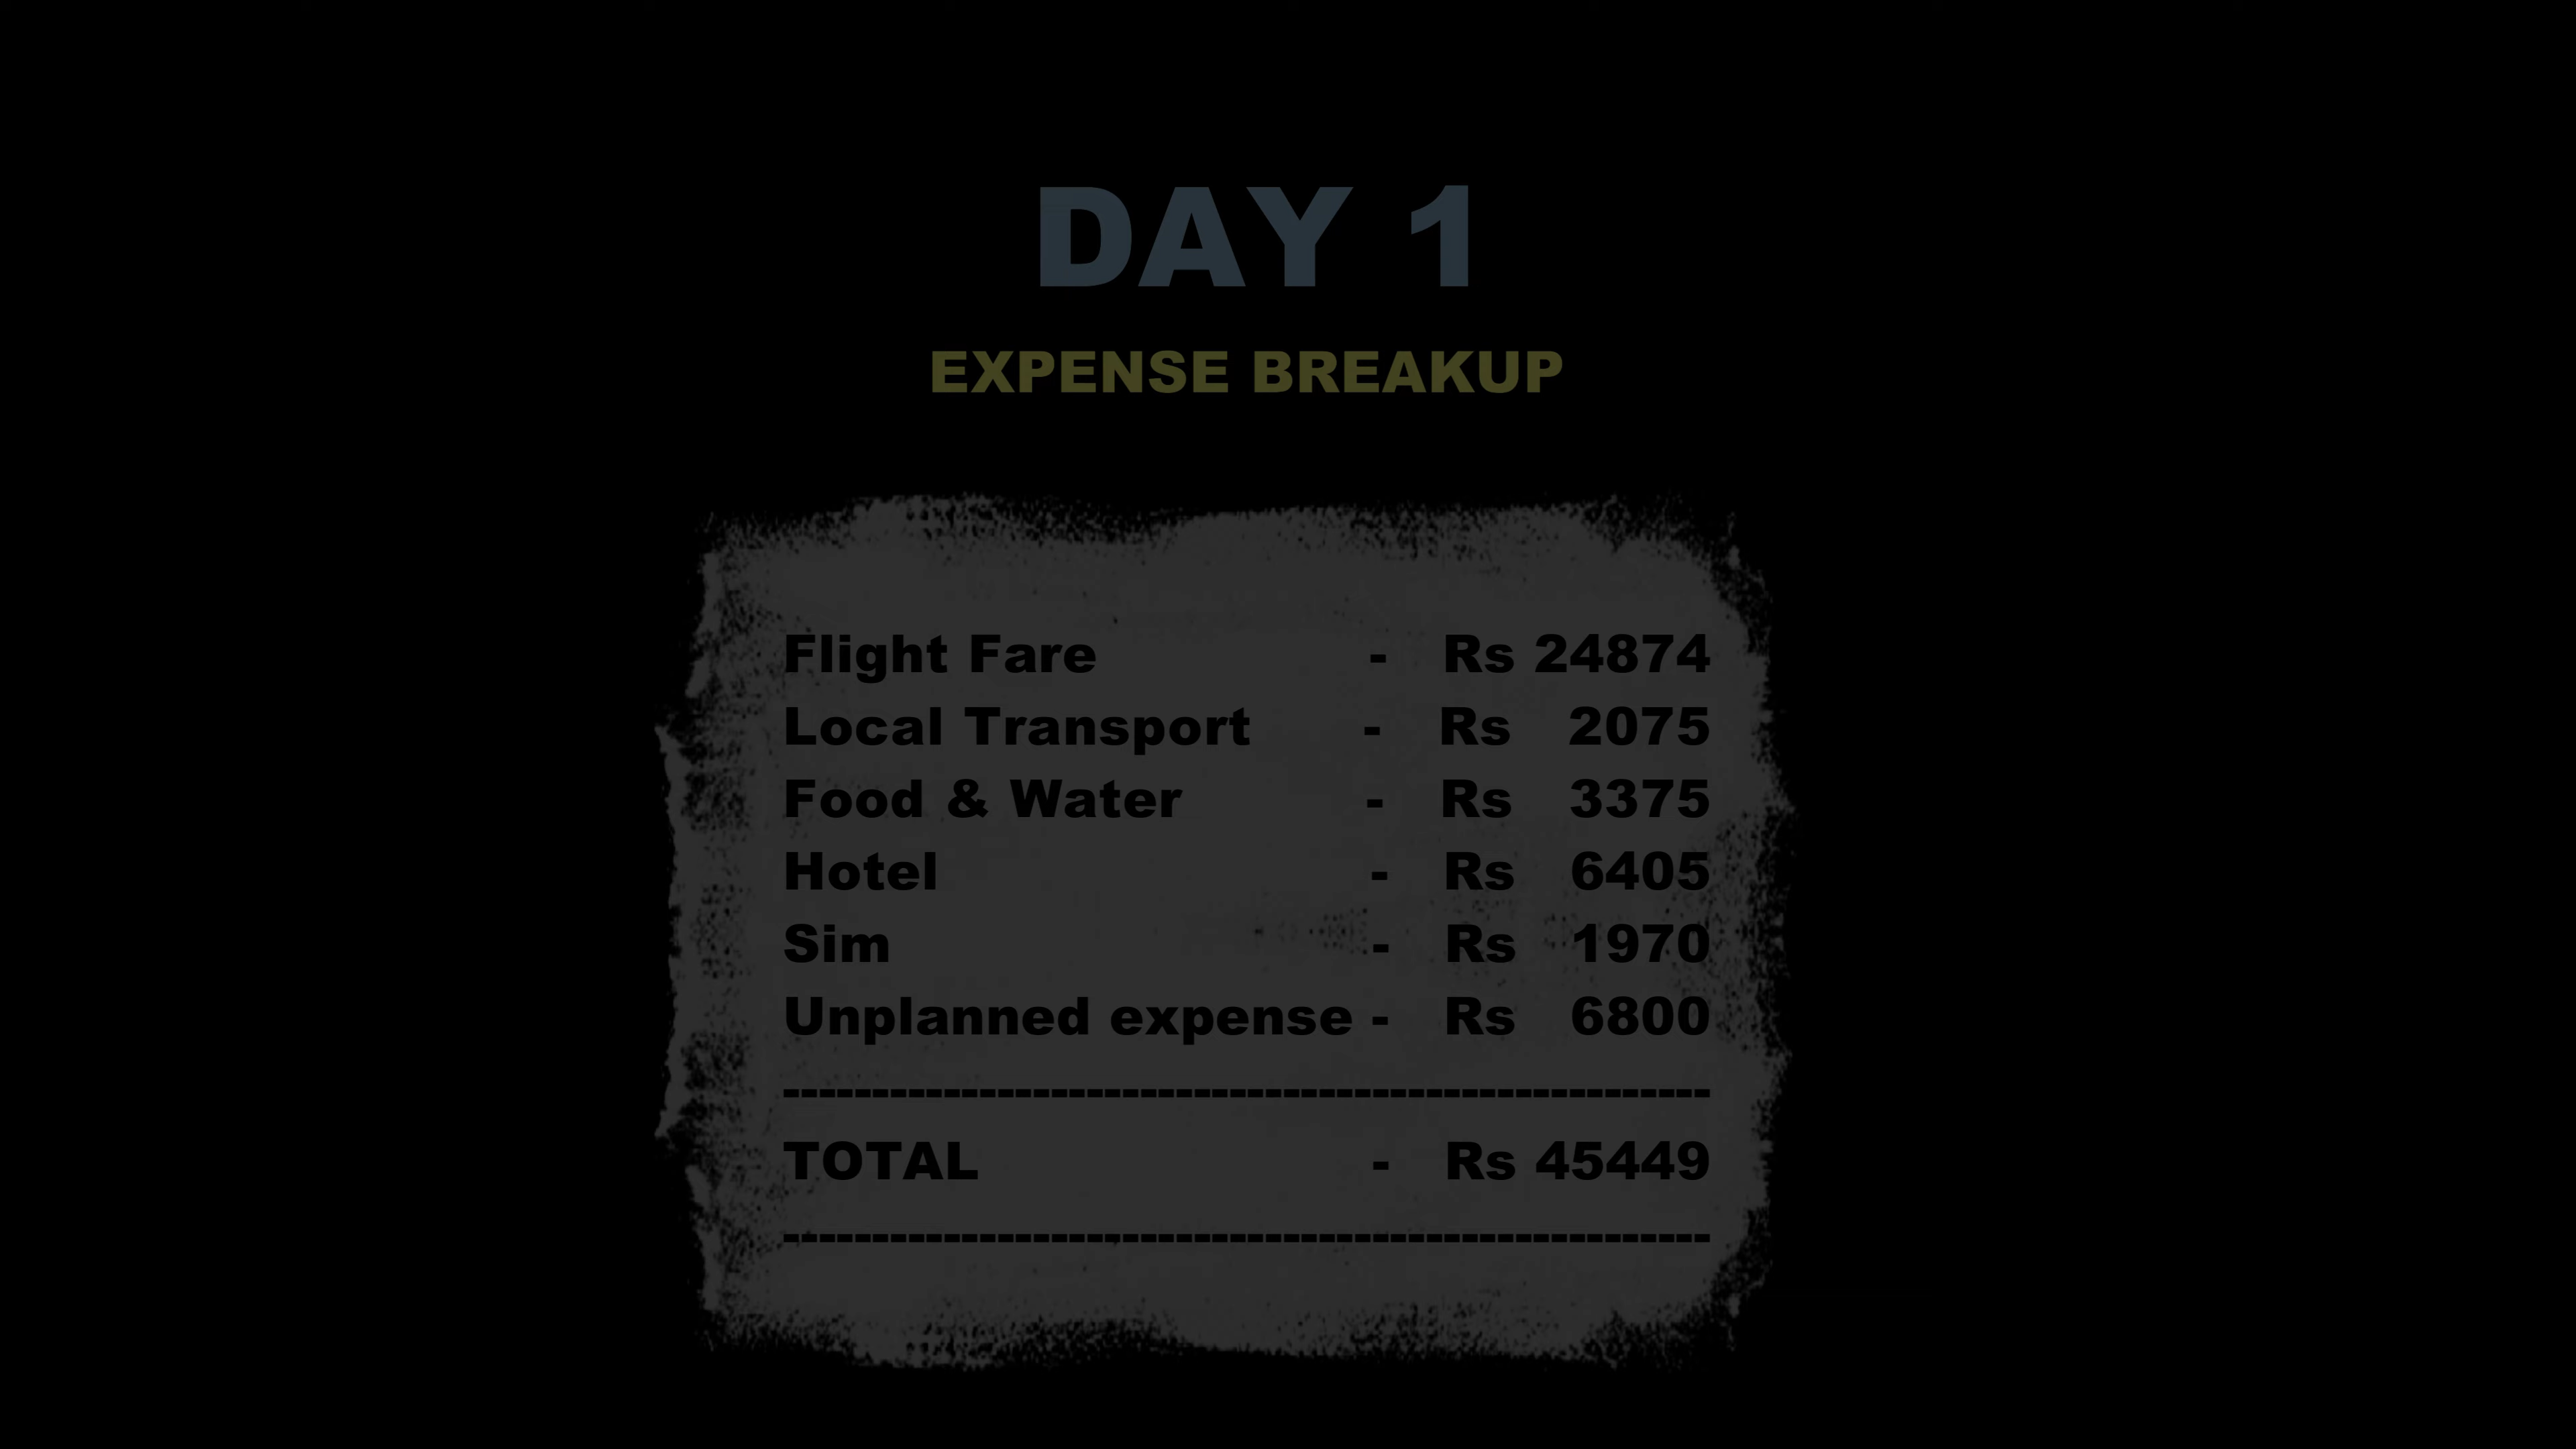 DAY 1
EXPENSE BREAKUP
Flight Fare - Rs 24874
Local Transport - Rs 2075
Food & Water - Rs 3375
Hotel - Rs 6405
Sim - Rs 1970
Unplanned expense - Rs 6800
----------------------------------------------------
TOTAL - Rs 45449
----------------------------------------------------